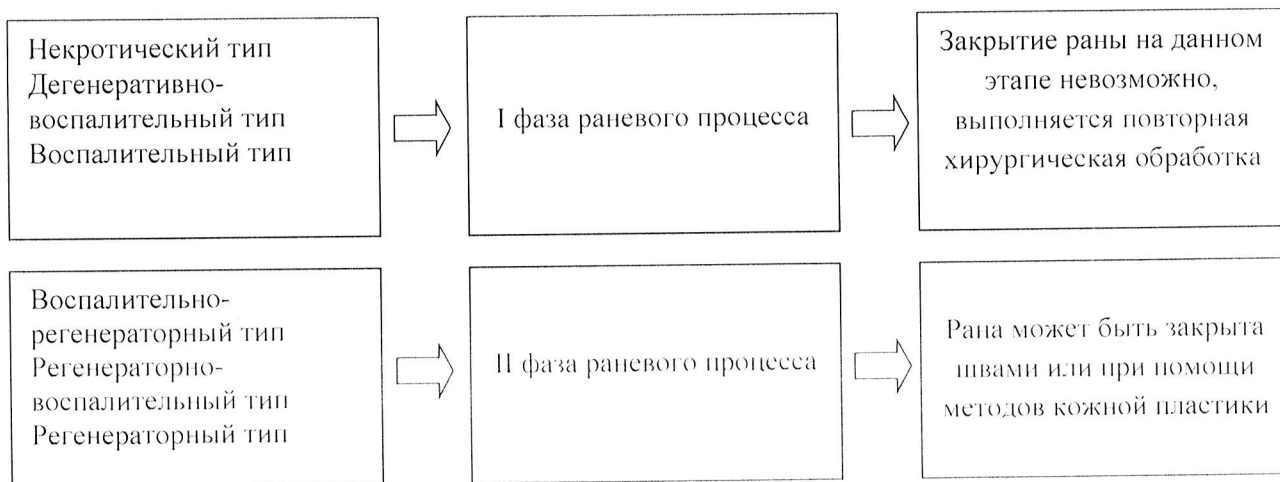 Некротический тип
Дегенеративно-
воспалительный тип
Воспалительный тип
I фаза раневого процесса
Закрытие раны на данном
этапе невозможно,
выполняется повторная
хирургическая обработка
Воспалительно-
регенераторный тип
Регенераторно-
воспалительный тип
Регенераторный тип
II фаза раневого процесса
Рана может быть закрыта
швами или при помощи
методов кожной пластики